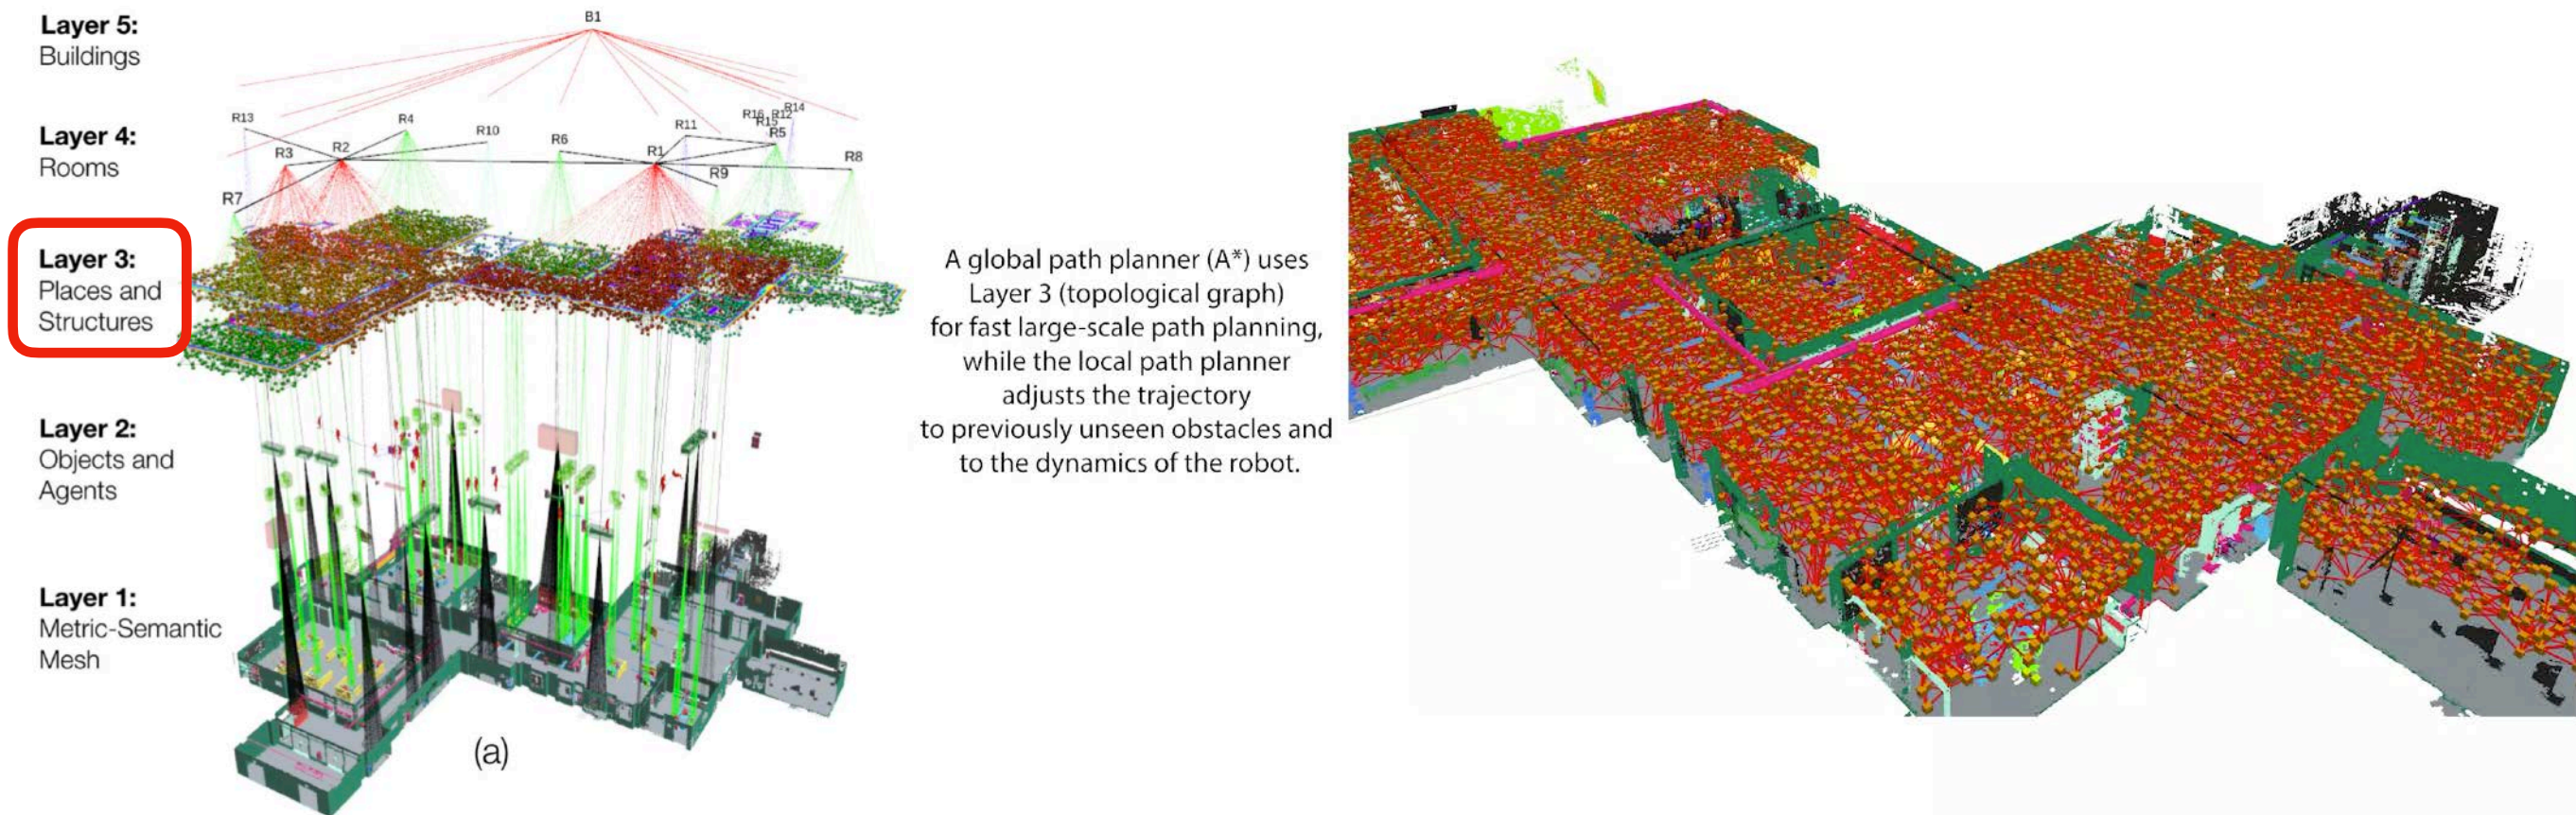 Layer 5:
Buildings
B1
Layer 4:
Rooms
R13
R4
R10
R6
R11
R16
R12
R14
R15
R5
R3
R2
R1
R8
R9
R7
Layer 3:
Places and
Structures
Layer 2:
Objects and
Agents
Layer 1:
Metric-Semantic
Mesh
(a)
A global path planner (A*) uses
Layer 3 (topological graph)
for fast large-scale path planning,
while the local path planner
adjusts the trajectory
to previously unseen obstacles and
to the dynamics of the robot.